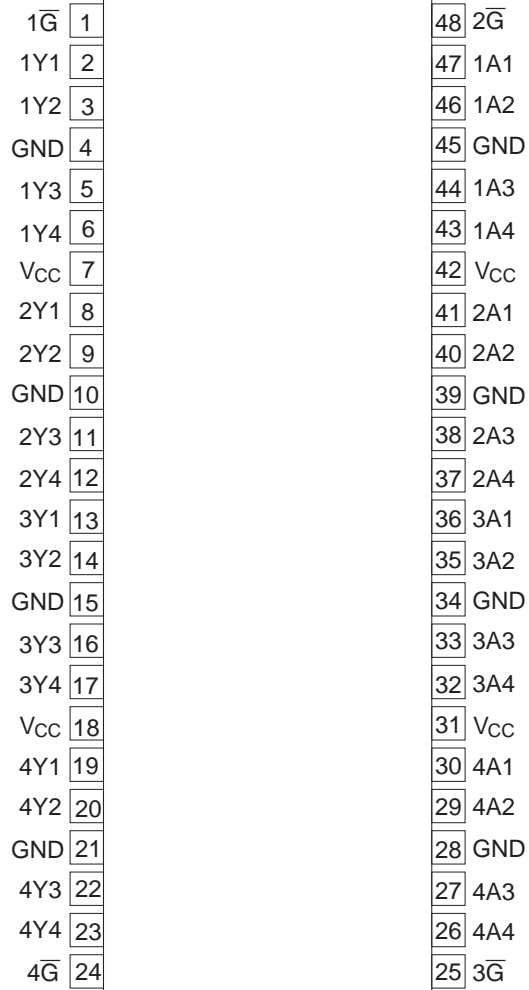 1G̅ 1 48 2G̅
1Y1 2 47 1A1
1Y2 3 46 1A2
GND 4 45 GND
1Y3 5 44 1A3
1Y4 6 43 1A4
VCC 7 42 VCC
2Y1 8 41 2A1
2Y2 9 40 2A2
GND 10 39 GND
2Y3 11 38 2A3
2Y4 12 37 2A4
3Y1 13 36 3A1
3Y2 14 35 3A2
GND 15 34 GND
3Y3 16 33 3A3
3Y4 17 32 3A4
VCC 18 31 VCC
4Y1 19 30 4A1
4Y2 20 29 4A2
GND 21 28 GND
4Y3 22 27 4A3
4Y4 23 26 4A4
4G̅ 24 25 3G̅